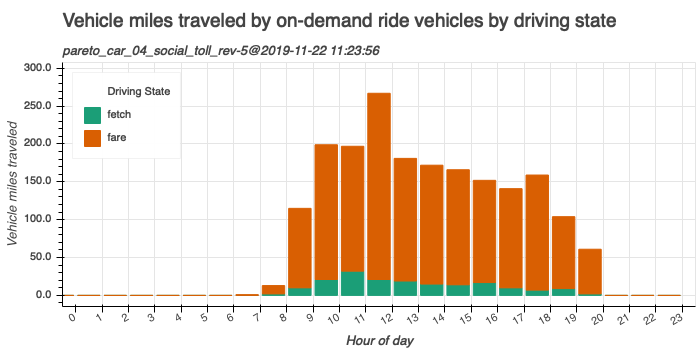 Vehicle miles traveled by on-demand ride vehicles by driving state
pareto_car_04_social_toll_rev-5@2019-11-22 11:23:56
Driving State
fetch
fare
Vehicle miles traveled
300.0
250.0
200.0
150.0
100.0
50.0
0.0
0 1 2 3 4 5 6 7 8 9 10 11 12 13 14 15 16 17 18 19 20 21 22 23
Hour of day